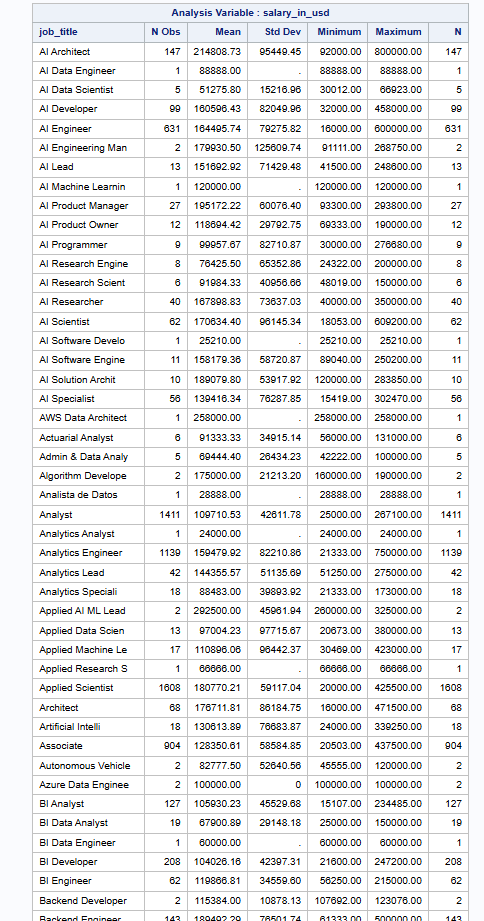 Analysis Variable : salary_in_usd
job_title N Obs Mean Std Dev Minimum Maximum N
AI Architect 147 214808.73 95449.45 92000.00 800000.00 147
AI Data Engineer 1 88888.00 . 88888.00 88888.00 1
AI Data Scientist 5 51275.80 15216.96 30012.00 66923.00 5
AI Developer 99 160596.43 82049.96 32000.00 458000.00 99
AI Engineer 631 164495.74 79275.82 16000.00 600000.00 631
AI Engineering Man 2 179930.50 125609.74 91111.00 268750.00 2
AI Lead 13 151692.92 71429.48 41500.00 248600.00 13
AI Machine Learnin 1 120000.00 . 120000.00 120000.00 1
AI Product Manager 27 195172.22 60076.40 93300.00 293800.00 27
AI Product Owner 12 118694.42 29792.75 69333.00 190000.00 12
AI Programmer 9 99957.67 82710.87 30000.00 276680.00 9
AI Research Engine 8 76425.50 65352.86 24322.00 200000.00 8
AI Research Scient 6 91984.33 40956.66 48019.00 150000.00 6
AI Researcher 40 167898.83 73637.03 40000.00 350000.00 40
AI Scientist 62 170634.40 96145.34 18053.00 609200.00 62
AI Software Develo 1 25210.00 . 25210.00 25210.00 1
AI Software Engine 11 158179.36 58720.87 89040.00 250200.00 11
AI Solution Archit 10 189079.80 53917.92 120000.00 283850.00 10
AI Specialist 56 139416.34 76287.85 15419.00 302470.00 56
AWS Data Architect 1 258000.00 . 258000.00 258000.00 1
Actuarial Analyst 6 91333.33 34915.14 56000.00 131000.00 6
Admin & Data Analy 5 69444.40 26434.23 42222.00 100000.00 5
Algorithm Develope 2 175000.00 21213.20 160000.00 190000.00 2
Analista de Datos 1 28888.00 . 28888.00 28888.00 1
Analyst 1411 109710.53 42611.78 25000.00 267100.00 1411
Analytics Analyst 1 24000.00 . 24000.00 24000.00 1
Analytics Engineer 1139 159479.92 82210.86 21333.00 750000.00 1139
Analytics Lead 42 144355.57 51135.69 51250.00 275000.00 42
Analytics Speciali 18 88483.00 39893.92 21333.00 173000.00 18
Applied AI ML Lead 2 292500.00 45961.94 260000.00 325000.00 2
Applied Data Scien 13 97004.23 97715.67 20673.00 380000.00 13
Applied Machine Le 17 110896.06 96442.37 30469.00 423000.00 17
Applied Research S 1 66666.00 . 66666.00 66666.00 1
Applied Scientist 1608 180770.21 59117.04 20000.00 425500.00 1608
Architect 68 176711.81 86184.75 16000.00 471500.00 68
Artificial Intelli 18 130613.89 76683.87 24000.00 339250.00 18
Associate 904 128350.61 58584.85 20503.00 437500.00 904
Autonomous Vehicle 2 82777.50 52640.56 45555.00 120000.00 2
Azure Data Enginee 2 100000.00 0 100000.00 100000.00 2
BI Analyst 127 105930.23 45529.68 15107.00 234485.00 127
BI Data Analyst 19 67900.89 29148.18 25000.00 150000.00 19
BI Data Engineer 1 60000.00 . 60000.00 60000.00 1
BI Developer 208 104026.16 42397.31 21600.00 247200.00 208
BI Engineer 62 119866.81 34559.60 56250.00 215000.00 62
Backend Developer 2 115384.00 10878.13 107692.00 123076.00 2
Backend Engineer 143 189492.29 76501.74 61333.00 500000.00 143